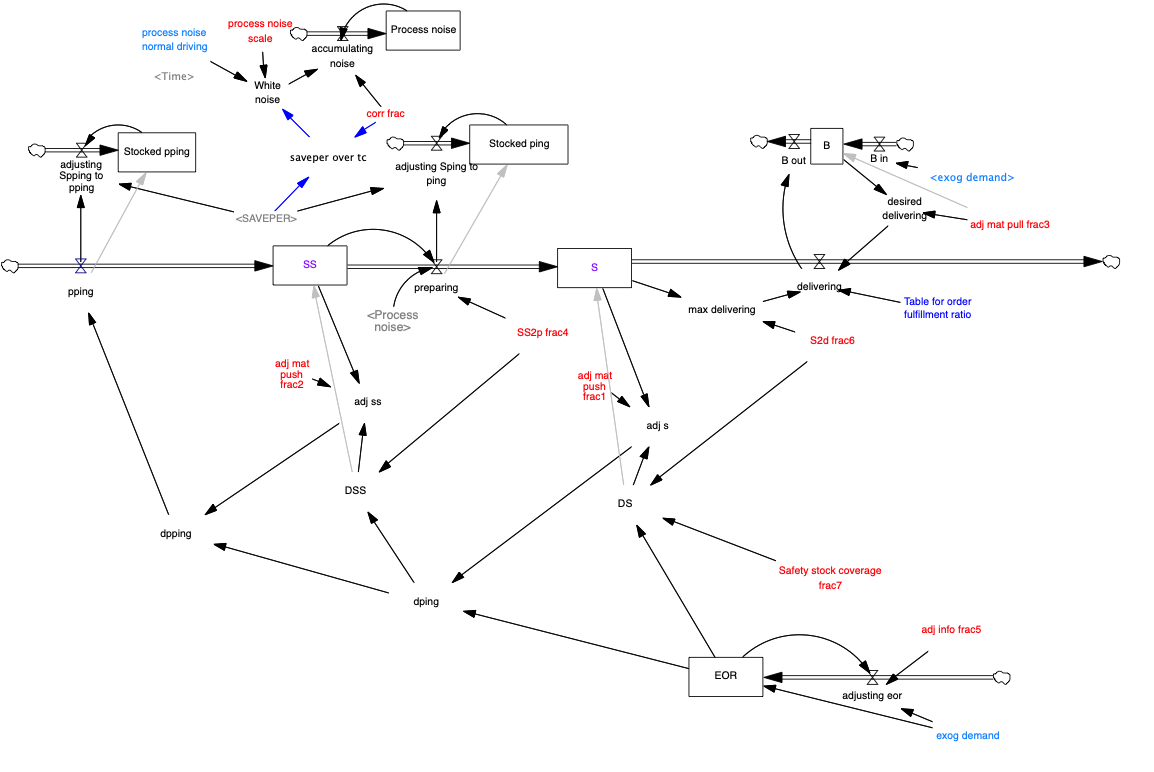 process noise
normal driving
process noise
scale
Process noise
accumulating
noise
<Time>
White
noise
corr frac
Stocked pping
adjusting
Spping to
pping
saveper over tc
Stocked ping
adjusting Sping to
ping
B
B out
B in
<exog demand>
desired
delivering
adj mat pull frac3
<SAVEPER>
SS
S
pping
preparing
delivering
<Process
noise>
max delivering
Table for order
fulfillment ratio
SS2p frac4
S2d frac6
adj mat
push
frac2
adj mat
push
frac1
adj ss
adj s
DSS
DS
dpping
Safety stock coverage
frac7
dping
adj info frac5
EOR
adjusting eor
exog demand